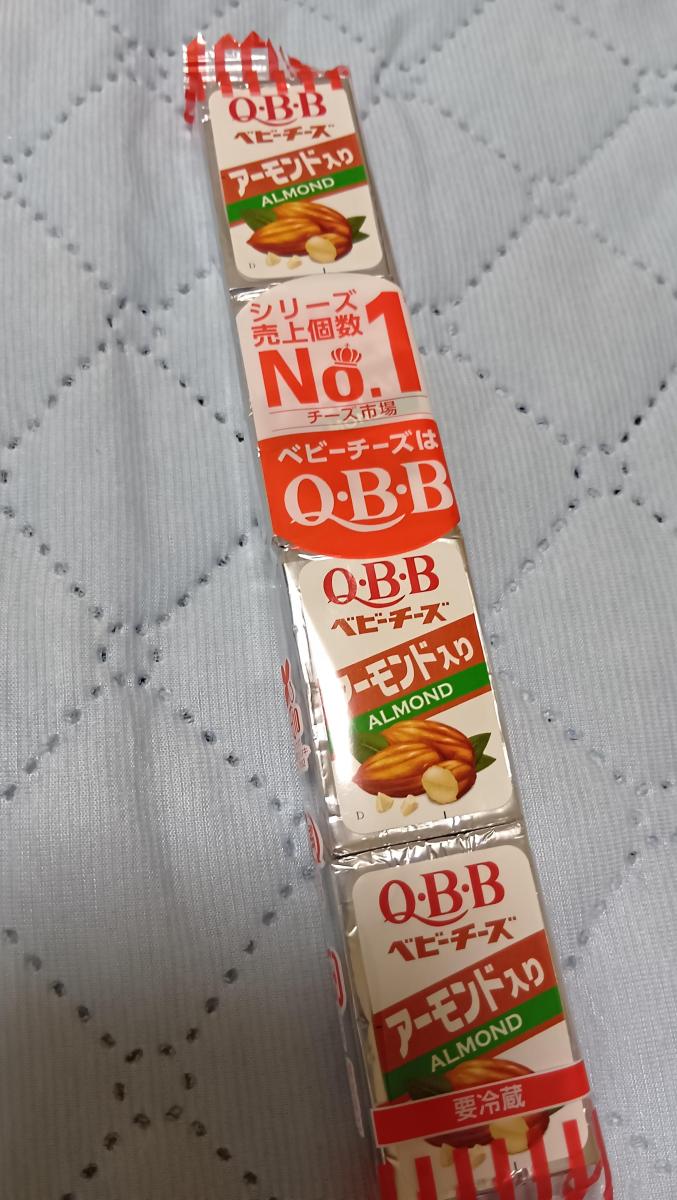 Q・B・B
ベビーチーズ
アーモンド入り
ALMOND
D
シリーズ
売上個数
No.1
チーズ市場
ベビーチーズは
Q・B・B
Q・B・B
ベビーチーズ
アーモンド入り
ALMOND
D
Q・B・B
ベビーチーズ
アーモンド入り
ALMOND
要冷蔵